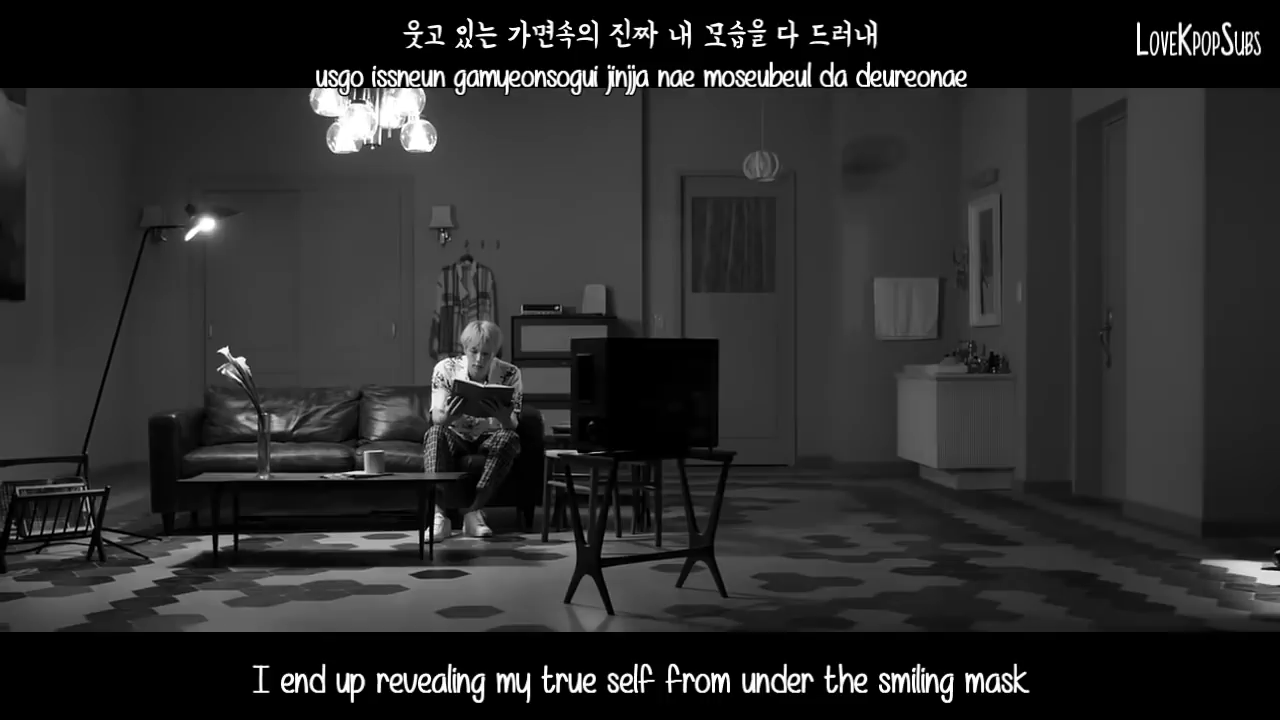 웃고 있는 가면속의 진짜 내 모습을 다 드러내
LoveKpopSubs
usgo issneun gamyeonsogui jinjja nae moseubeul da deureonae
I end up revealing my true self from under the smiling mask